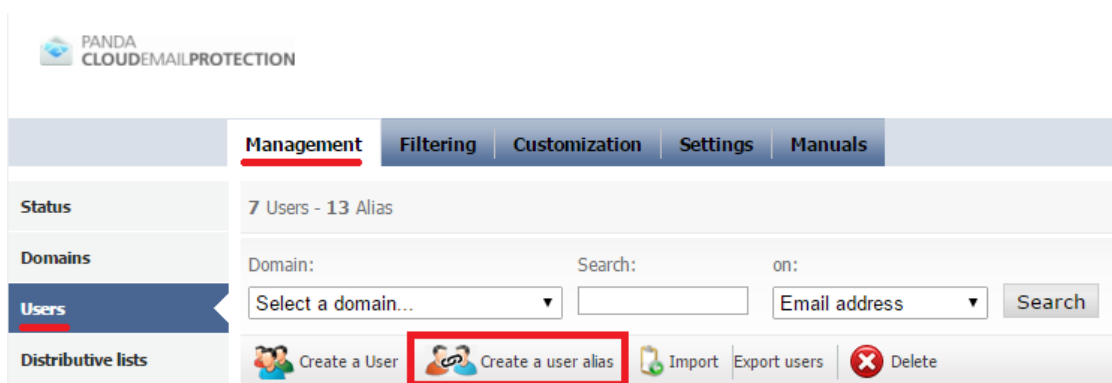 PANDA
CLOUDEMAILPROTECTION
Management Filtering Customization Settings Manuals
Status
7 Users - 13 Alias
Domains
Domain: Search: on:
Users
Select a domain... Email address Search
Distributive lists
Create a User Create a user alias Import Export users Delete